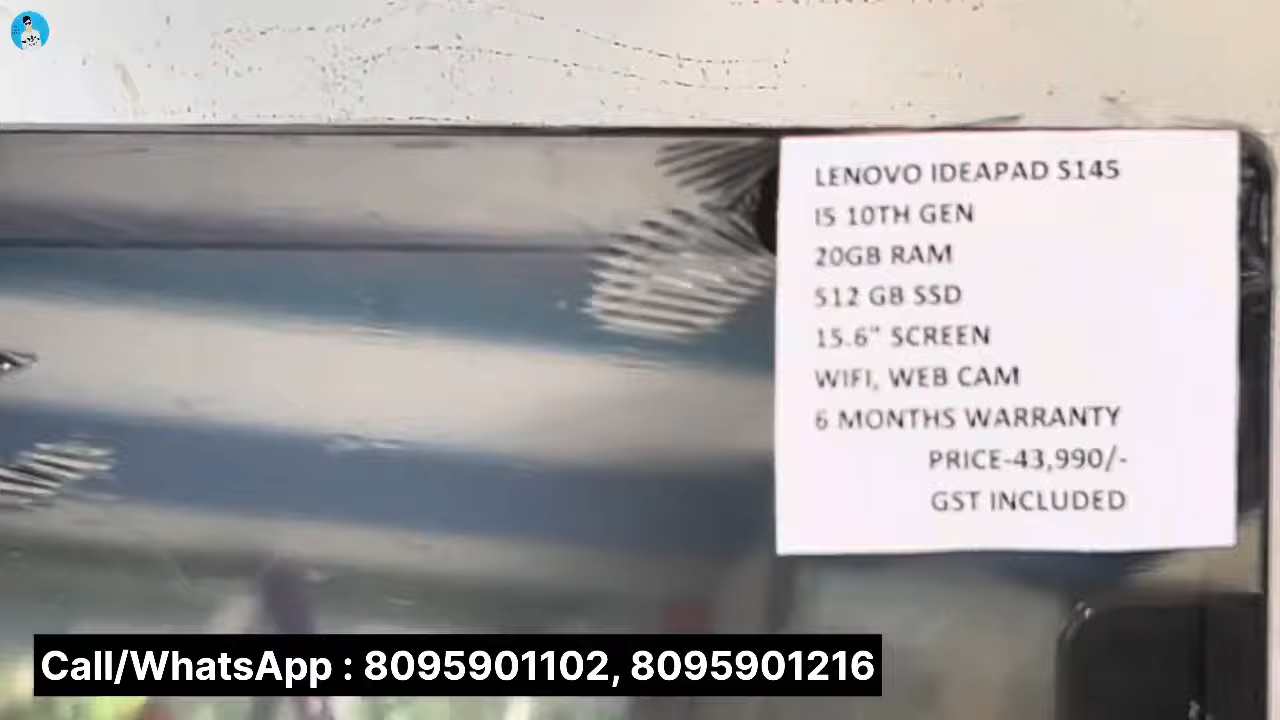 LENOVO IDEAPAD S145
I5 10TH GEN
20GB RAM
512 GB SSD
15.6" SCREEN
WIFI, WEB CAM
6 MONTHS WARRANTY
PRICE-43,990/-
GST INCLUDED
Call/WhatsApp : 8095901102, 8095901216